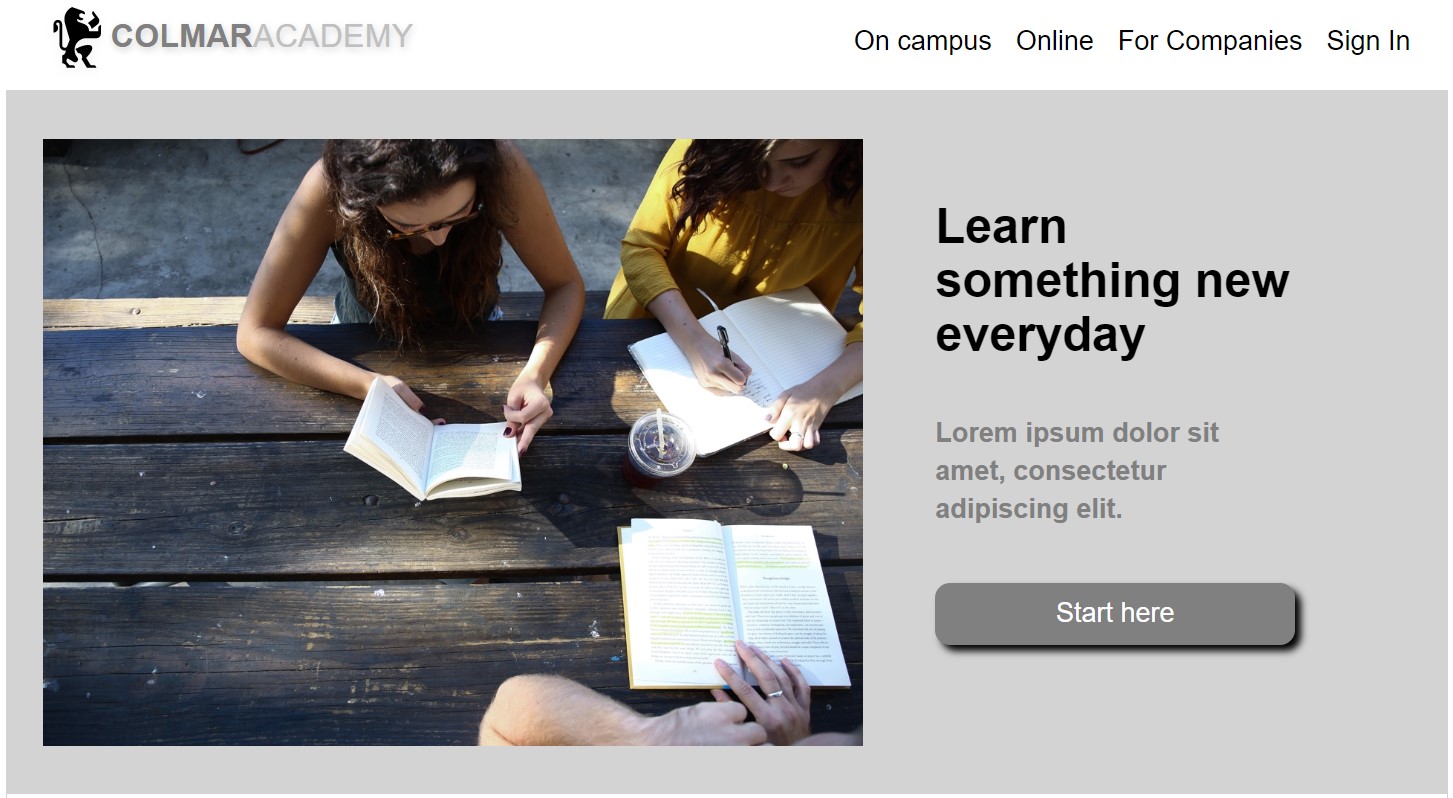 COLMARACADEMY
On campus Online For Companies Sign In
Learn
something new
everyday
Lorem ipsum dolor sit
amet, consectetur
adipiscing elit.
Start here